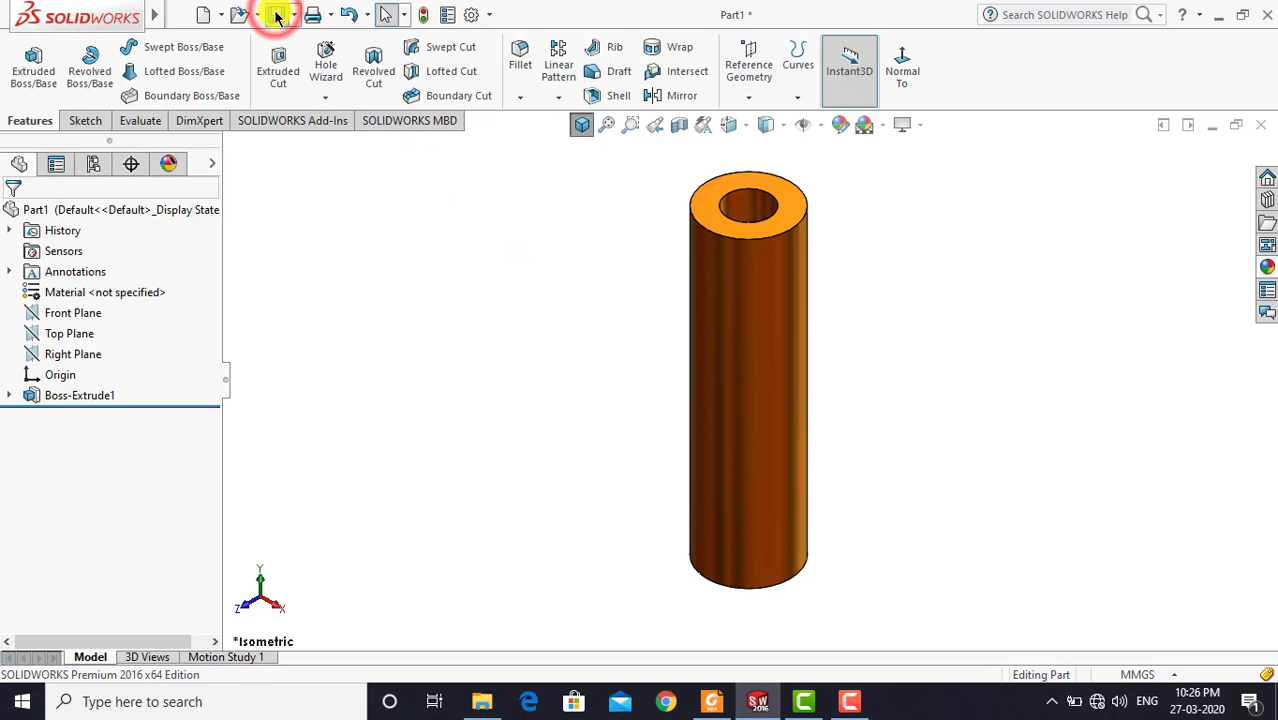 SOLIDWORKS
Part1 *
Search SOLIDWORKS Help
?
Extruded Boss/Base
Revolved Boss/Base
Swept Boss/Base
Lofted Boss/Base
Boundary Boss/Base
Extruded Cut
Hole Wizard
Revolved Cut
Swept Cut
Lofted Cut
Boundary Cut
Fillet
Linear Pattern
Rib
Draft
Shell
Wrap
Intersect
Mirror
Reference Geometry
Curves
Instant3D
Normal To
Features
Sketch
Evaluate
DimXpert
SOLIDWORKS Add-Ins
SOLIDWORKS MBD
Part1 (Default<<Default>_Display State
History
Sensors
Annotations
Material <not specified>
Front Plane
Top Plane
Right Plane
Origin
Boss-Extrude1
Y
Z
X
*Isometric
Model
3D Views
Motion Study 1
SOLIDWORKS Premium 2016 x64 Edition
Editing Part
MMGS
Type here to search
SW
2016
ENG
10:26 PM
27-03-2020
1